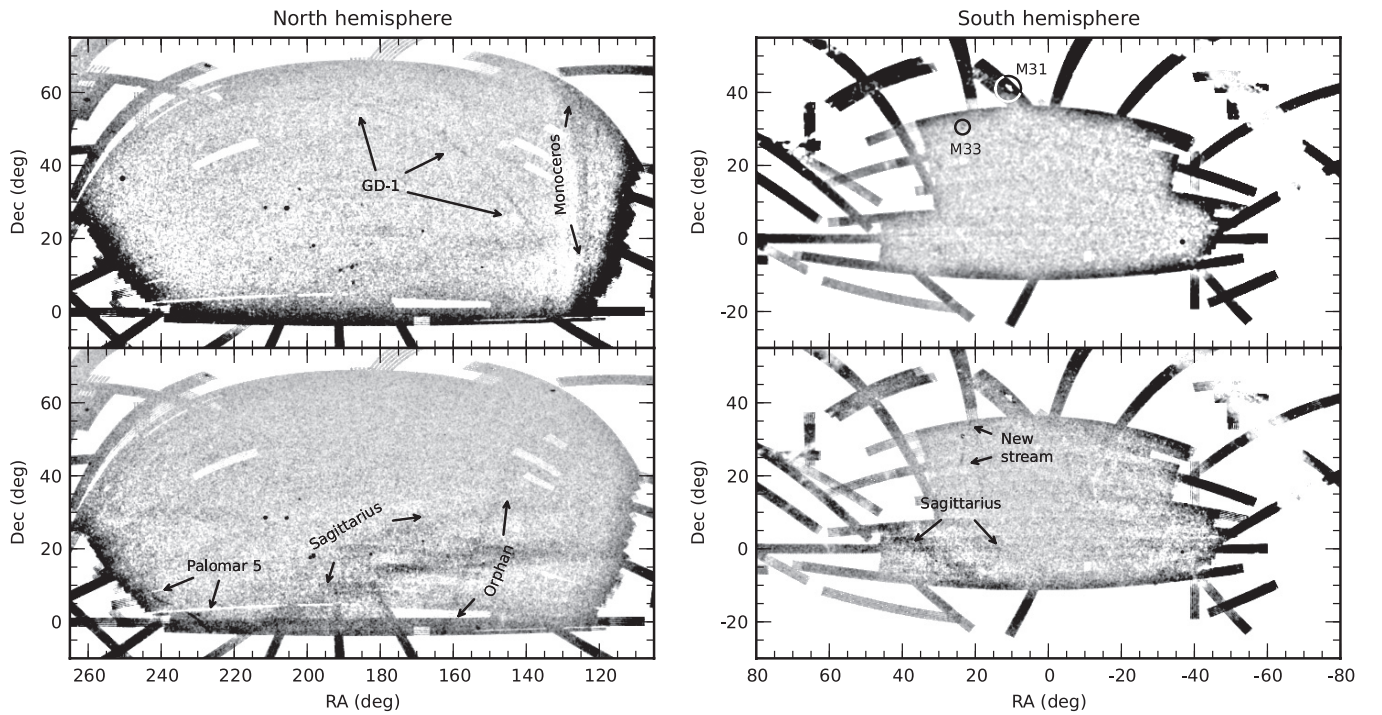 North hemisphere
South hemisphere
Dec (deg)
60
40
20
0
GD-1
Monoceros
Dec (deg)
40
20
0
-20
M31
M33
Dec (deg)
60
40
20
0
Palomar 5
Sagittarius
Orphan
260
240
220
200
180
160
140
120
RA (deg)
Dec (deg)
40
20
0
-20
New
stream
Sagittarius
80
60
40
20
0
-20
-40
-60
-80
RA (deg)